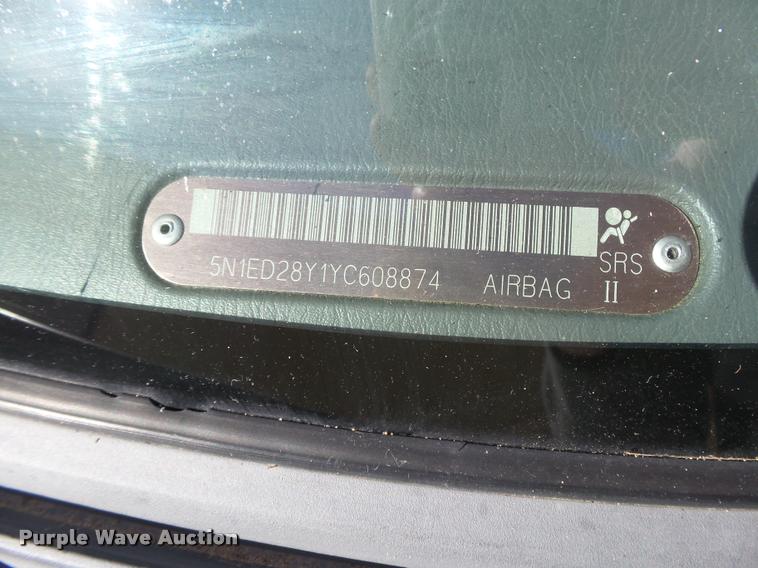 5N1ED28Y1YC608874 AIRBAG SRS II
Purple Wave Auction